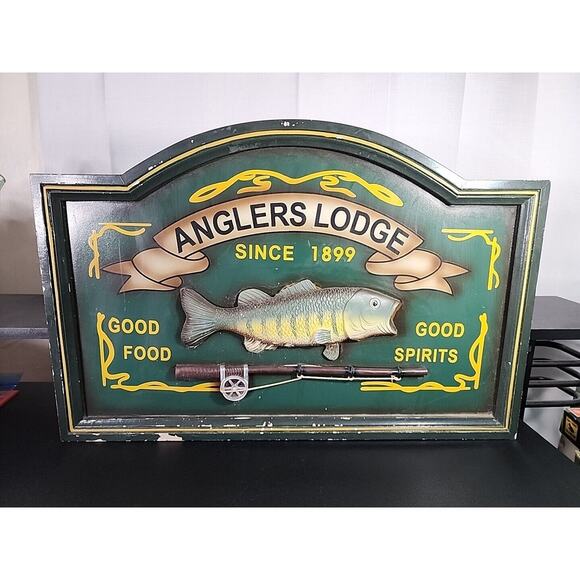 ANGLERS LODGE
SINCE 1899
GOOD FOOD
GOOD SPIRITS